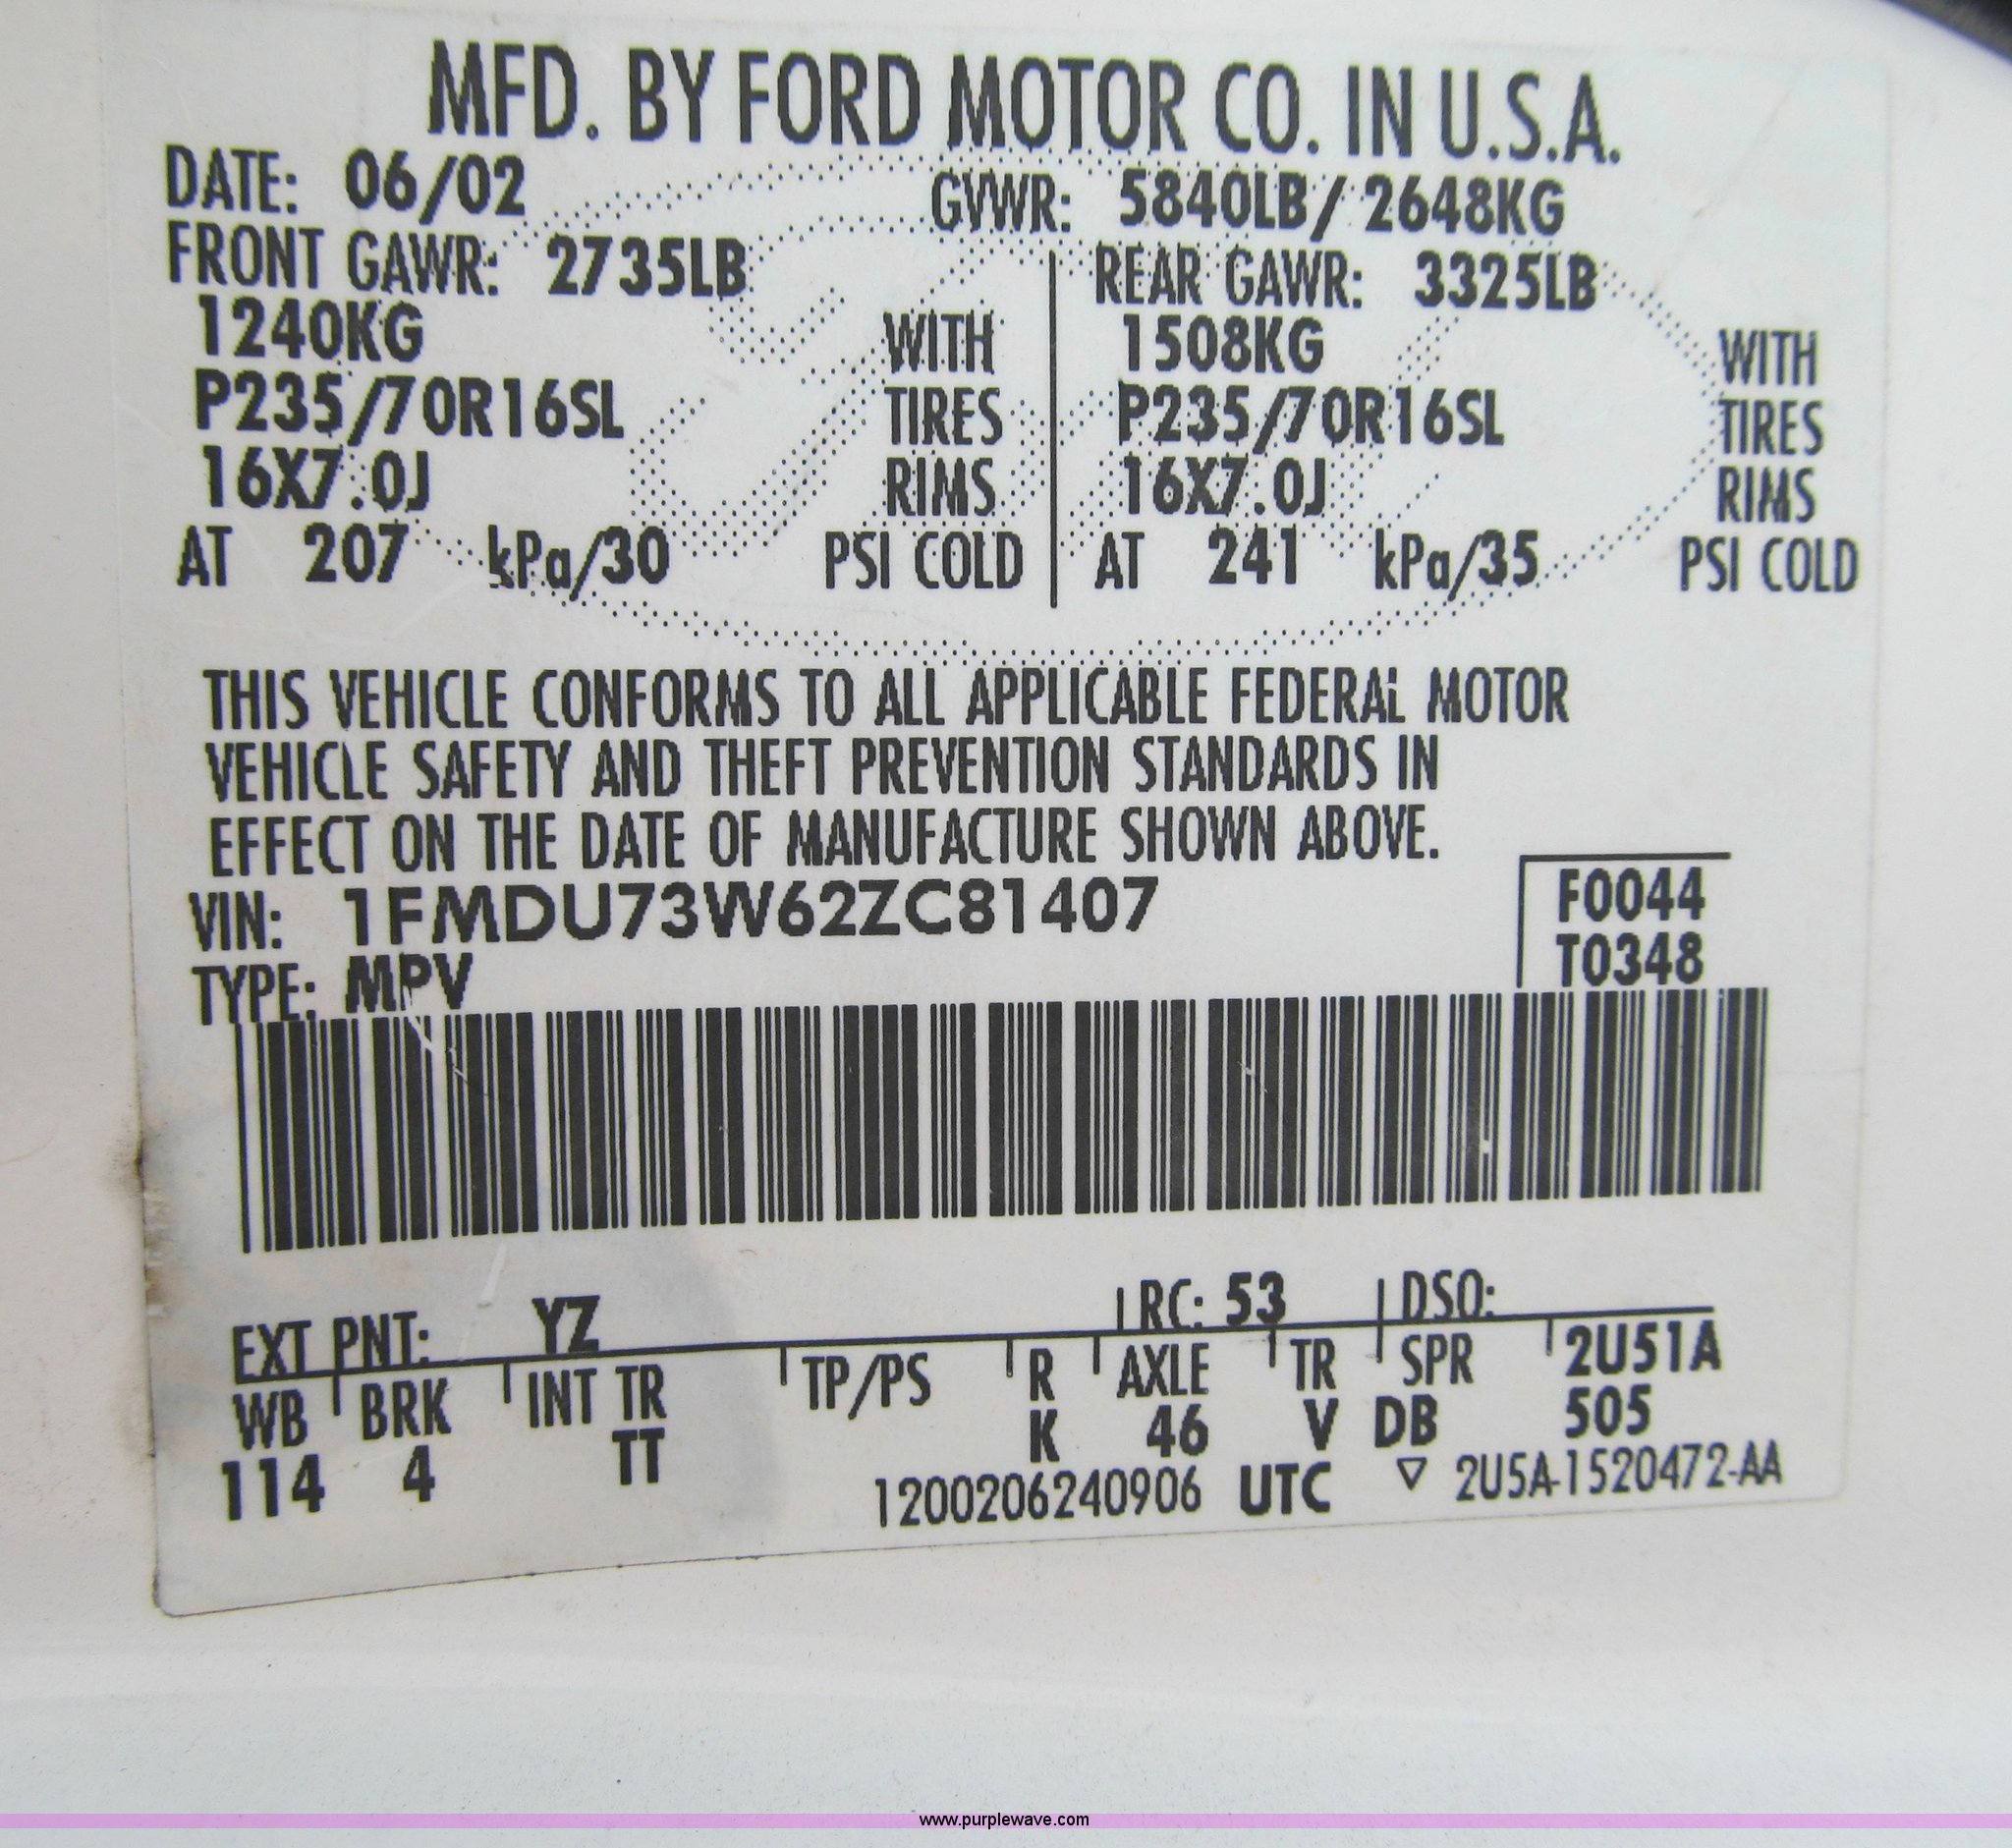 MFD. BY FORD MOTOR CO. IN U.S.A.
DATE: 06/02 GVWR: 5840LB/ 2648KG
FRONT GAWR: 2735LB REAR GAWR: 3325LB
1240KG WITH 1508KG WITH
P235/70R16SL TIRES P235/70R16SL TIRES
16X7.0J RIMS 16X7.0J RIMS
AT 207 kPa/30 PSI COLD AT 241 kPa/35 PSI COLD
THIS VEHICLE CONFORMS TO ALL APPLICABLE FEDERAL MOTOR
VEHICLE SAFETY AND THEFT PREVENTION STANDARDS IN
EFFECT ON THE DATE OF MANUFACTURE SHOWN ABOVE.
VIN: 1FMDU73W62ZC81407 F0044
TYPE: MPV T0348
EXT PNT: YZ RC: 53 DSO:
WB BRK INT TR TP/PS R AXLE TR SPR 2U51A
114 4 TT K 46 V DB 505
1200206240906 UTC ▽ 2U5A-1520472-AA
www.purplewave.com